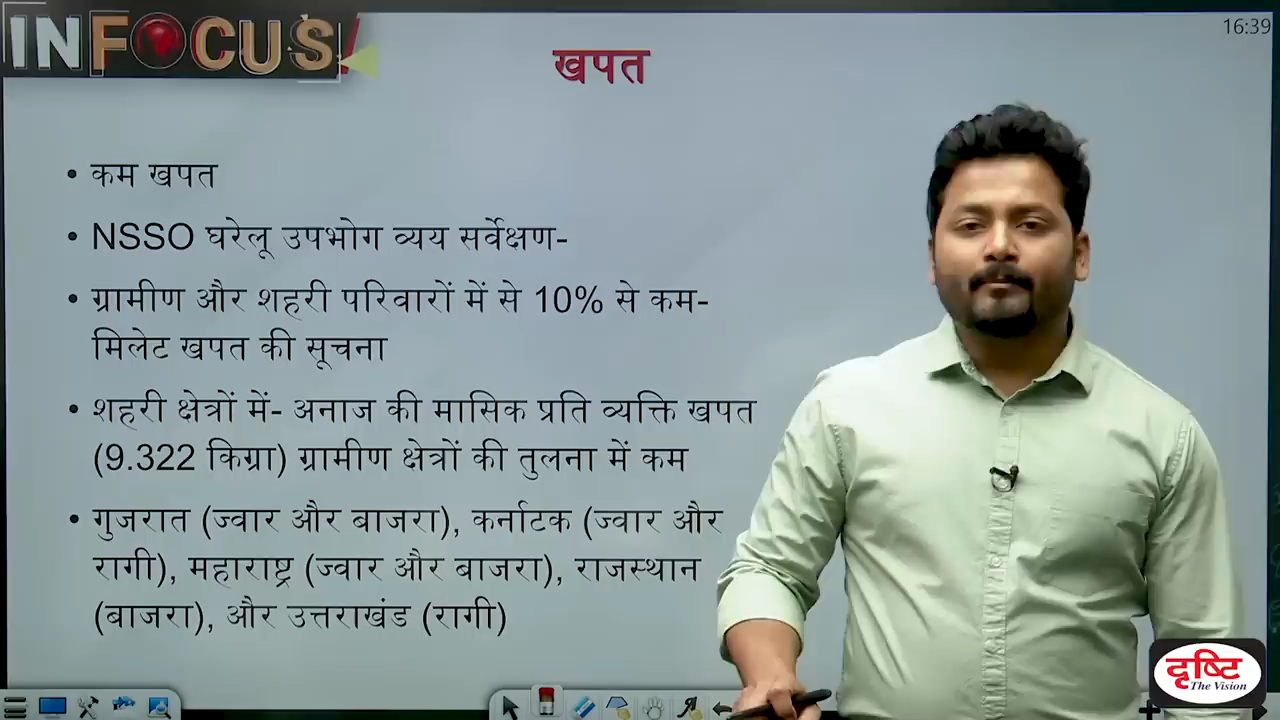 INFOCUS!
16:39
खपत
• कम खपत
• NSSO घरेलू उपभोग व्यय सर्वेक्षण-
• ग्रामीण और शहरी परिवारों में से 10% से कम-
मिलेट खपत की सूचना
• शहरी क्षेत्रों में- अनाज की मासिक प्रति व्यक्ति खपत
(9.322 किग्रा) ग्रामीण क्षेत्रों की तुलना में कम
• गुजरात (ज्वार और बाजरा), कर्नाटक (ज्वार और
रागी), महाराष्ट्र (ज्वार और बाजरा), राजस्थान
(बाजरा), और उत्तराखंड (रागी)
दृष्टि
The Vision